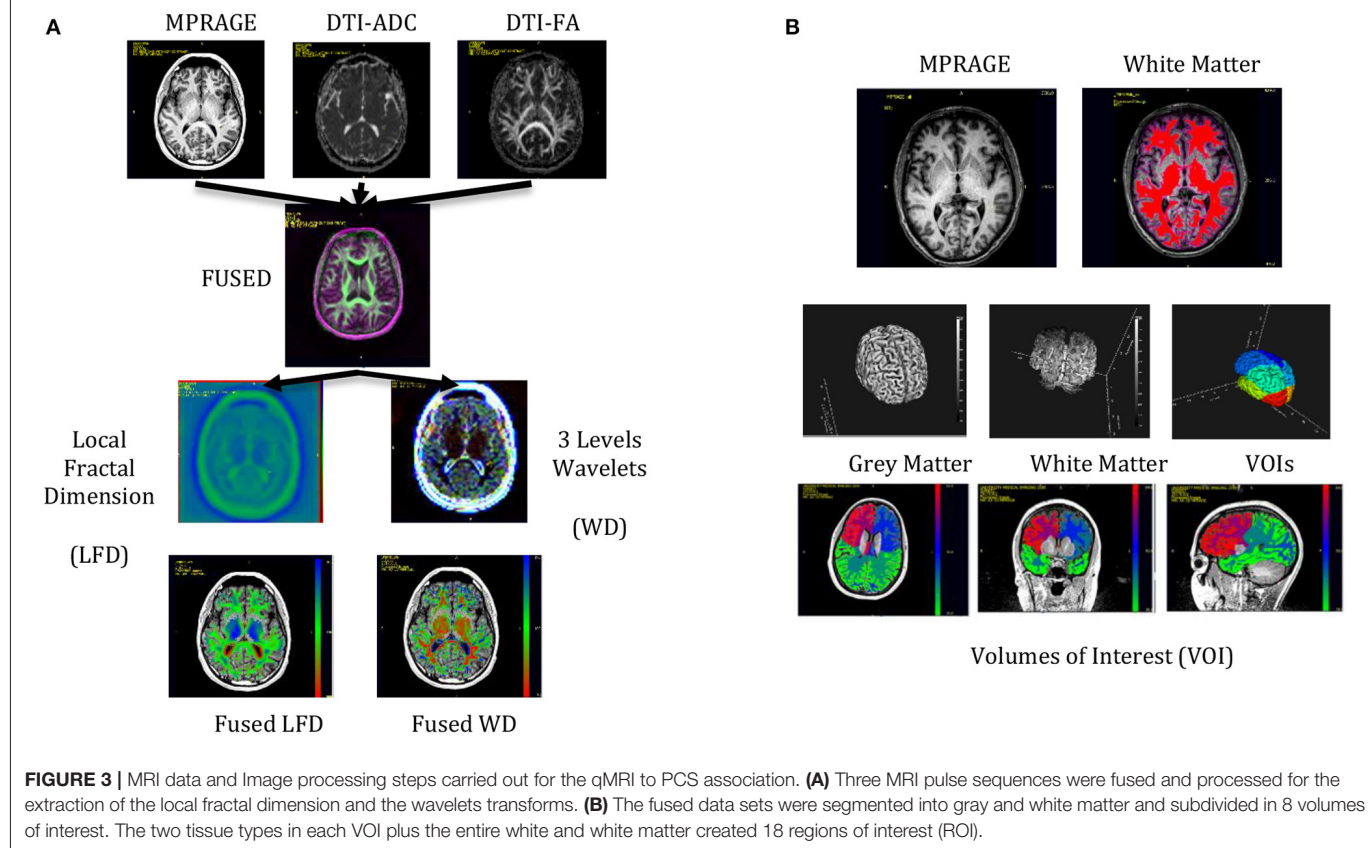 A
MPRAGE
DTI-ADC
DTI-FA
FUSED
Local
Fractal
Dimension
(LFD)
3 Levels
Wavelets
(WD)
Fused LFD
Fused WD
B
MPRAGE
White Matter
Grey Matter
White Matter
VOIs
Volumes of Interest (VOI)
FIGURE 3 | MRI data and Image processing steps carried out for the qMRI to PCS association. (A) Three MRI pulse sequences were fused and processed for the
extraction of the local fractal dimension and the wavelets transforms. (B) The fused data sets were segmented into gray and white matter and subdivided in 8 volumes
of interest. The two tissue types in each VOI plus the entire white and white matter created 18 regions of interest (ROI).